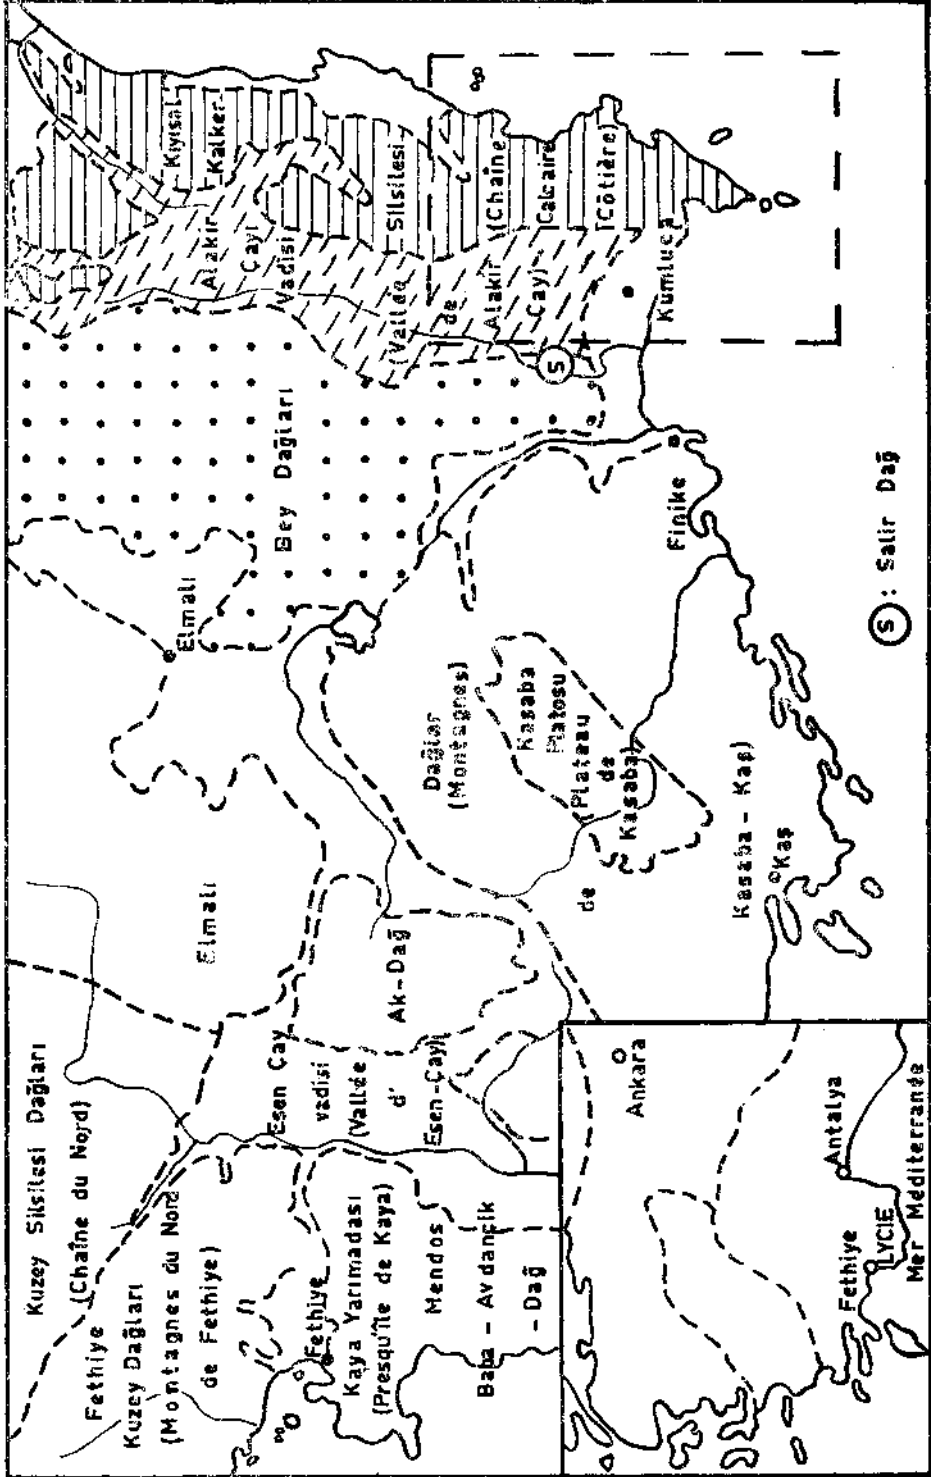 Kuzey Silsilesi Dağları
(Chaîne du Nord)
Fethiye
Kuzey Dağları
(Montagnes du Nord
de Fethiye)
Fethiye
Kaya Yarımadası
(Presqu'île de Kaya)
Mendos
Baba - Avdancık
- Dağ
Esen Çay
vadisi
(Vallée
d'
Esen-Çay)
Ak-Dağ
Elmalı
Elmalı
Bey Dağları
Dağlar
(Montagnes)
de
Kasaba - Kaş)
Kasaba
Platosu
(Plateau
de
Kasaba)
Kaş
Finike
Kumluca
Alakır
Çayı
Vadisi
(Vallée
de
Alakır
Çay)
Kıyısal
Kalker
Silsilesi
(Chaîne
Calcaire
Côtière)
S
S : Salir Dağ
Ankara
Antalya
Fethiye
LYCIE
Mer Méditerrané